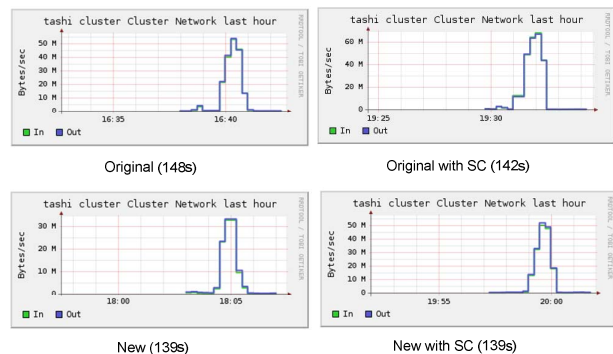 tashi cluster Cluster Network last hour
RRDTOOL / TOBI OETIKER
Bytes/sec
50 M
40 M
30 M
20 M
10 M
0
16:35
16:40
In
Out
Original (148s)
tashi cluster Cluster Network last hour
RRDTOOL / TOBI OETIKER
Bytes/sec
60 M
40 M
20 M
0
19:25
19:30
In
Out
Original with SC (142s)
tashi cluster Cluster Network last hour
RRDTOOL / TOBI OETIKER
Bytes/sec
30 M
20 M
10 M
0
18:00
18:05
In
Out
New (139s)
tashi cluster Cluster Network last hour
RRDTOOL / TOBI OETIKER
Bytes/sec
50 M
40 M
30 M
20 M
10 M
0
19:55
20:00
In
Out
New with SC (139s)